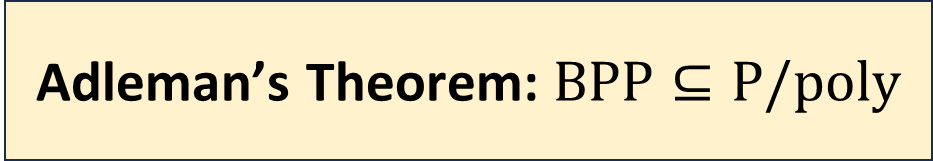 Adleman’s Theorem: BPP ⊆ P/poly